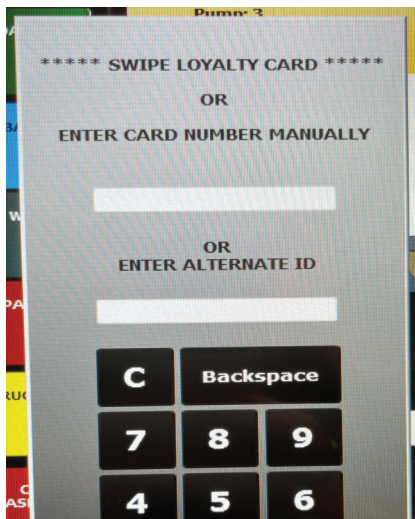 Pump: 3
***** SWIPE LOYALTY CARD *****
OR
ENTER CARD NUMBER MANUALLY
OR
ENTER ALTERNATE ID
C
Backspace
7 8 9
4 5 6